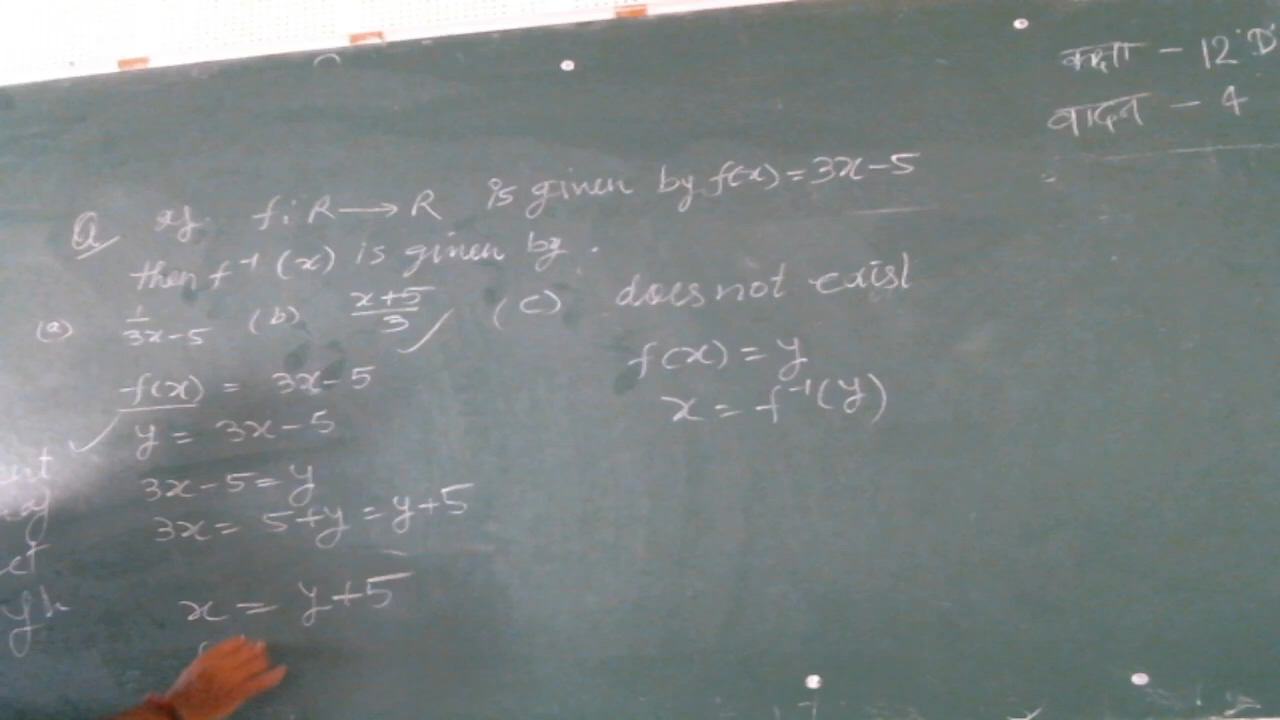 कक्षा - 12 'D'
वादन - 4
Q If f: R → R is given by f(x) = 3x-5
then f⁻¹(x) is given by.
(a) 1/3x-5 (b) x+5/3 ✓ (c) does not exist
f(x) = 3x-5
y = 3x-5
3x-5=y
3x= 5+y = y+5
x = y+5
f(x) = y
x = f⁻¹(y)